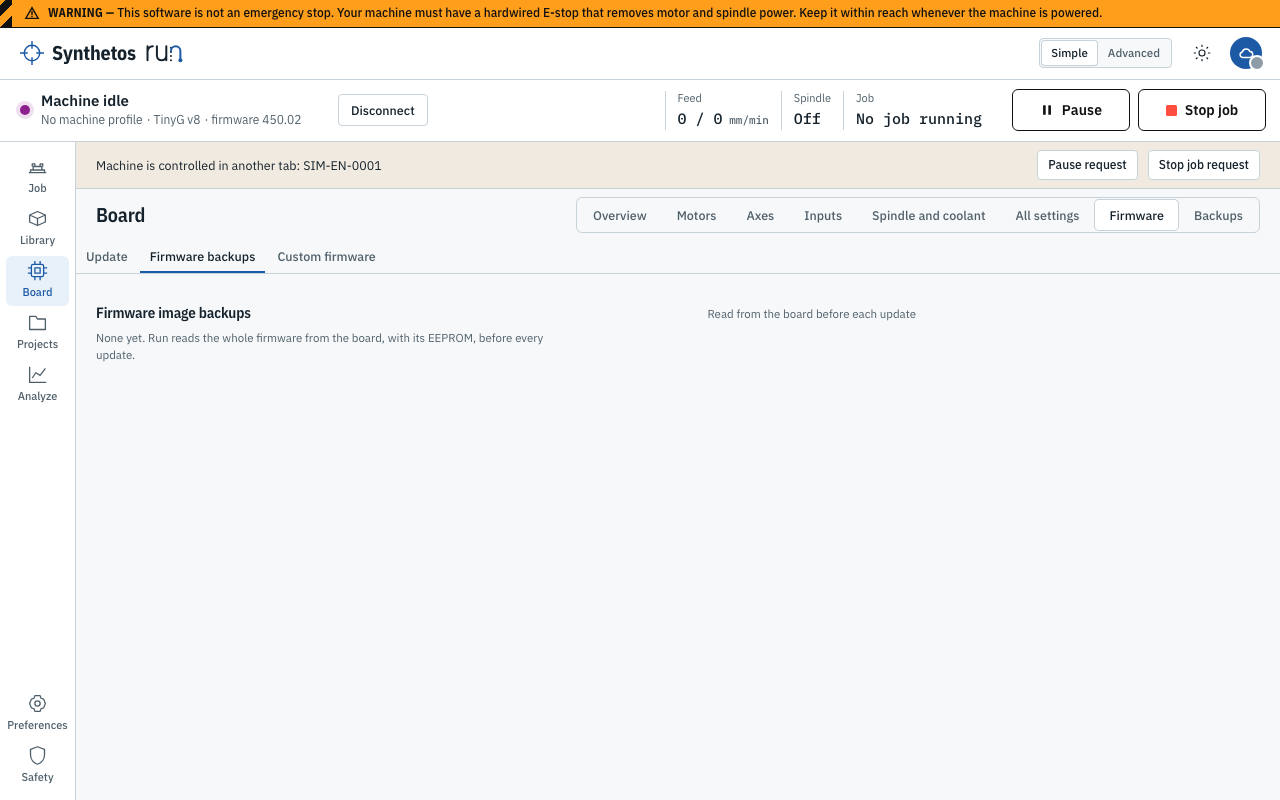 WARNING — This software is not an emergency stop. Your machine must have a hardwired E-stop that removes motor and spindle power. Keep it within reach whenever the machine is powered.
Synthetos run
Simple Advanced
Machine idle
No machine profile · TinyG v8 · firmware 450.02
Disconnect
Feed
0 / 0 mm/min
Spindle
Off
Job
No job running
Pause
Stop job
Machine is controlled in another tab: SIM-EN-0001
Pause request
Stop job request
Job
Library
Board
Projects
Analyze
Preferences
Safety
Board
Overview Motors Axes Inputs Spindle and coolant All settings Firmware Backups
Update Firmware backups Custom firmware
Firmware image backups
None yet. Run reads the whole firmware from the board, with its EEPROM, before every
update.
Read from the board before each update